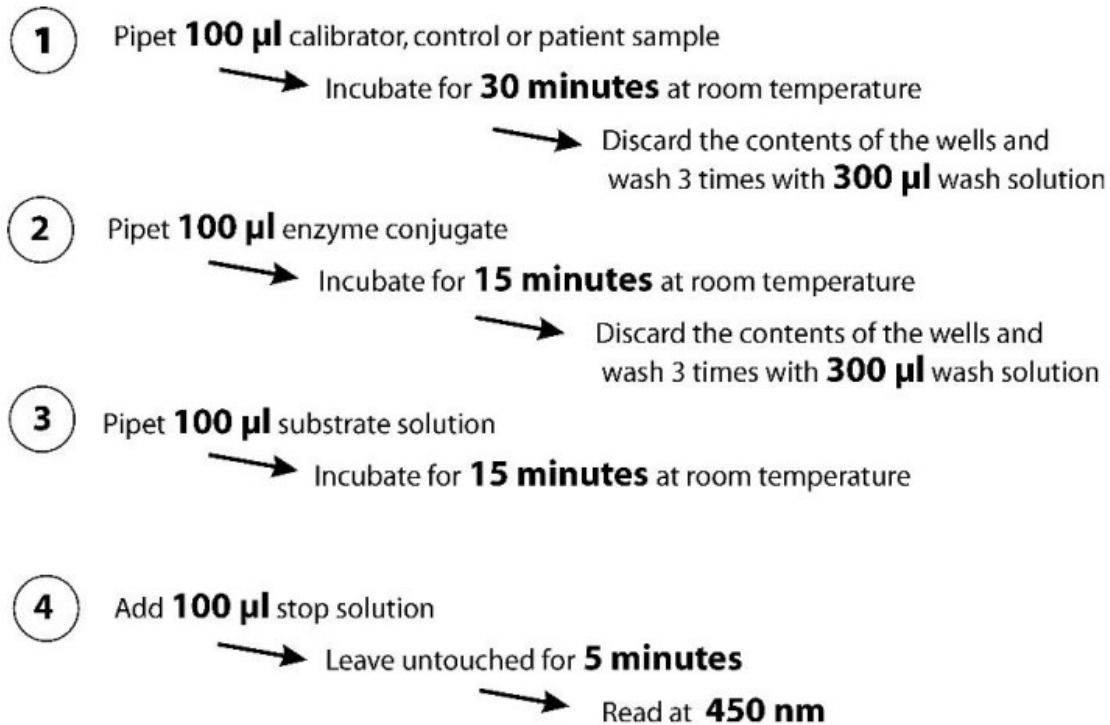 1 Pipet 100 µl calibrator, control or patient sample
Incubate for 30 minutes at room temperature
Discard the contents of the wells and
wash 3 times with 300 µl wash solution
2 Pipet 100 µl enzyme conjugate
Incubate for 15 minutes at room temperature
Discard the contents of the wells and
wash 3 times with 300 µl wash solution
3 Pipet 100 µl substrate solution
Incubate for 15 minutes at room temperature
4 Add 100 µl stop solution
Leave untouched for 5 minutes
Read at 450 nm